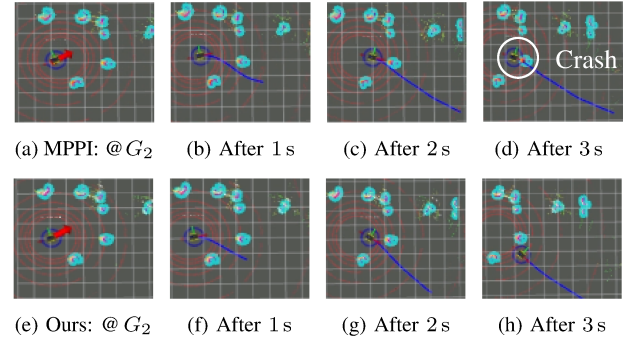 Crash
(a) MPPI: @G₂ (b) After 1 s (c) After 2 s (d) After 3 s
(e) Ours: @G₂ (f) After 1 s (g) After 2 s (h) After 3 s